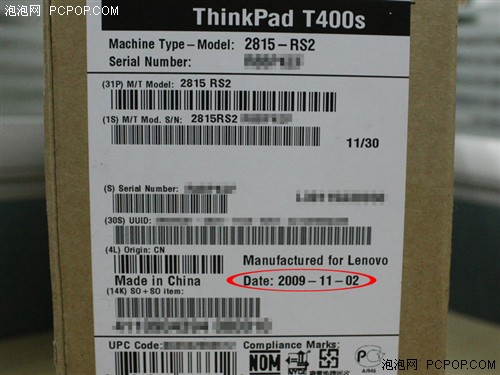 泡泡网 PCPOP.COM
ThinkPad T400s
Machine Type-Model: 2815-RS2
Serial Number:
(31P) M/T Model: 2815 RS2
(1S) M/T Mod. S/N: 2815RS2
11/30
(S) Serial Number:
(30S) UUID:
(4L) Origin: CN
Manufactured for Lenovo
Made in China
Date: 2009-11-02
(14K) SO+SO item:
UPC Code:
Compliance Marks:
NOM
NYCE
泡泡网 PCPOP.COM